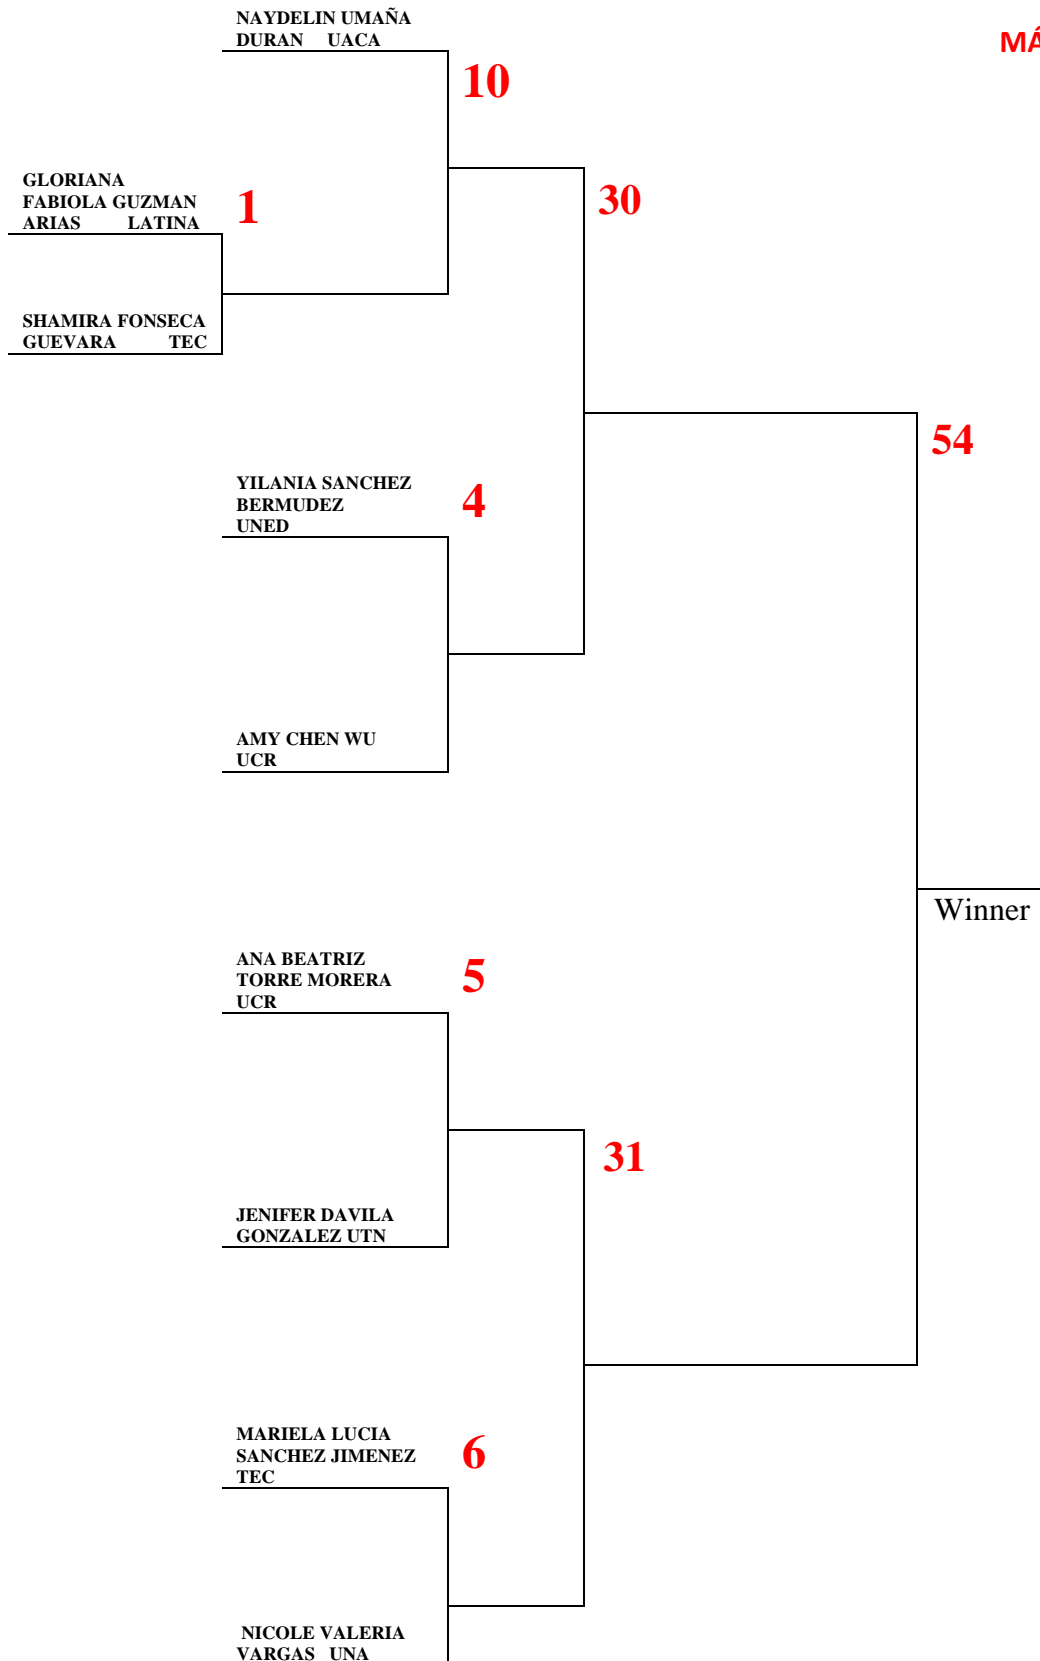 NAYDELIN UMAÑA
DURAN UACA
MÁ
10
GLORIANA
FABIOLA GUZMAN
ARIAS LATINA
1
30
SHAMIRA FONSECA
GUEVARA TEC
54
YILANIA SANCHEZ
BERMUDEZ
UNED
4
AMY CHEN WU
UCR
Winner
ANA BEATRIZ
TORRE MORERA
UCR
5
31
JENIFER DAVILA
GONZALEZ UTN
MARIELA LUCIA
SANCHEZ JIMENEZ
TEC
6
NICOLE VALERIA
VARGAS UNA